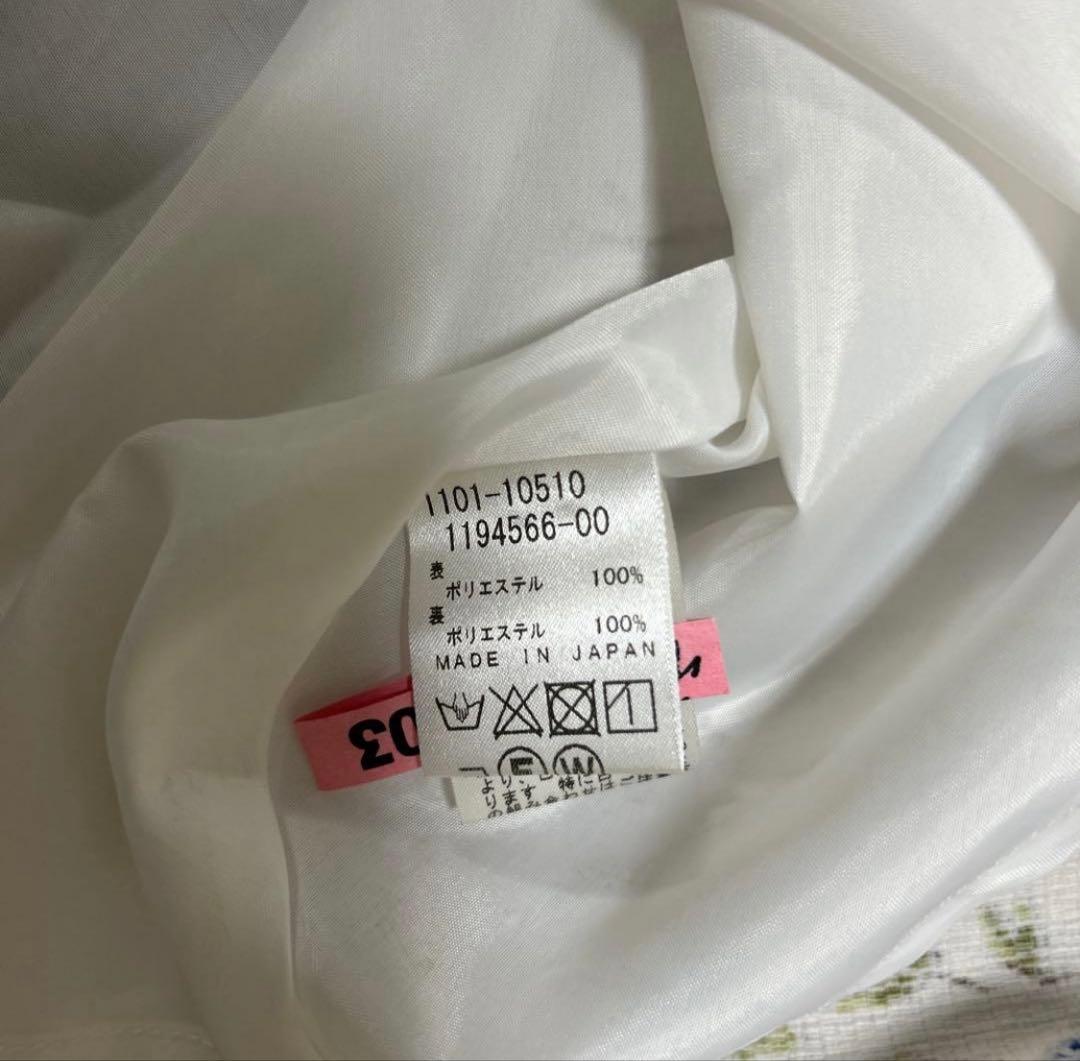 1101-10510
1194566-00
表
ポリエステル 100%
裏
ポリエステル 100%
MADE IN JAPAN
03